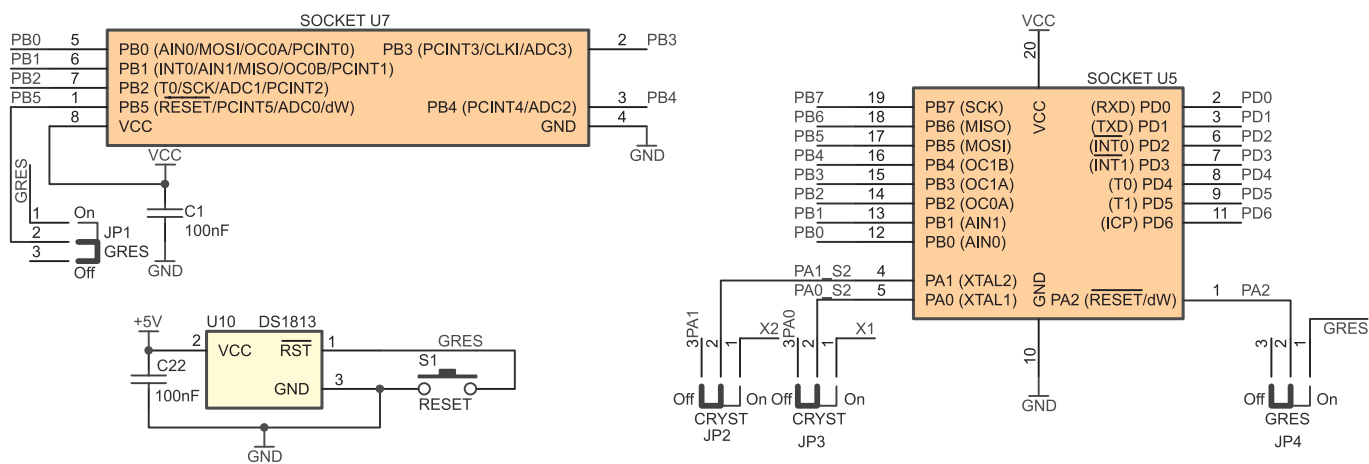 SOCKET U7
PB0 5 PB0 (AIN0/MOSI/OC0A/PCINT0) PB3 (PCINT3/CLKI/ADC3) 2 PB3
PB1 6 PB1 (INT0/AIN1/MISO/OC0B/PCINT1)
PB2 7 PB2 (T0/SCK/ADC1/PCINT2)
PB5 1 PB5 (RESET/PCINT5/ADC0/dW) PB4 (PCINT4/ADC2) 3 PB4
8 VCC GND 4
GND
VCC
GRES
C1
100nF
GND
1 On
2 JP1
GRES
3
Off
+5V
U10 DS1813
2 VCC RST 1 GRES
C22
100nF
GND 3
S1
RESET
GND
VCC
20
SOCKET U5
VCC
PB7 19 PB7 (SCK) (RXD) PD0 2 PD0
PB6 18 PB6 (MISO) (TXD) PD1 3 PD1
PB5 17 PB5 (MOSI) (INT0) PD2 6 PD2
PB4 16 PB4 (OC1B) (INT1) PD3 7 PD3
PB3 15 PB3 (OC1A) (T0) PD4 8 PD4
PB2 14 PB2 (OC0A) (T1) PD5 9 PD5
PB1 13 PB1 (AIN1) (ICP) PD6 11 PD6
PB0 12 PB0 (AIN0)
PA1_S2 4 PA1 (XTAL2)
PA0_S2 5 PA0 (XTAL1) GND PA2 (RESET/dW) 1 PA2
10
GND
3 PA1 2 1 X2
Off On
CRYST
JP2
3 PA0 2 1 X1
Off On
CRYST
JP3
3 2 1 GRES
Off On
GRES
JP4